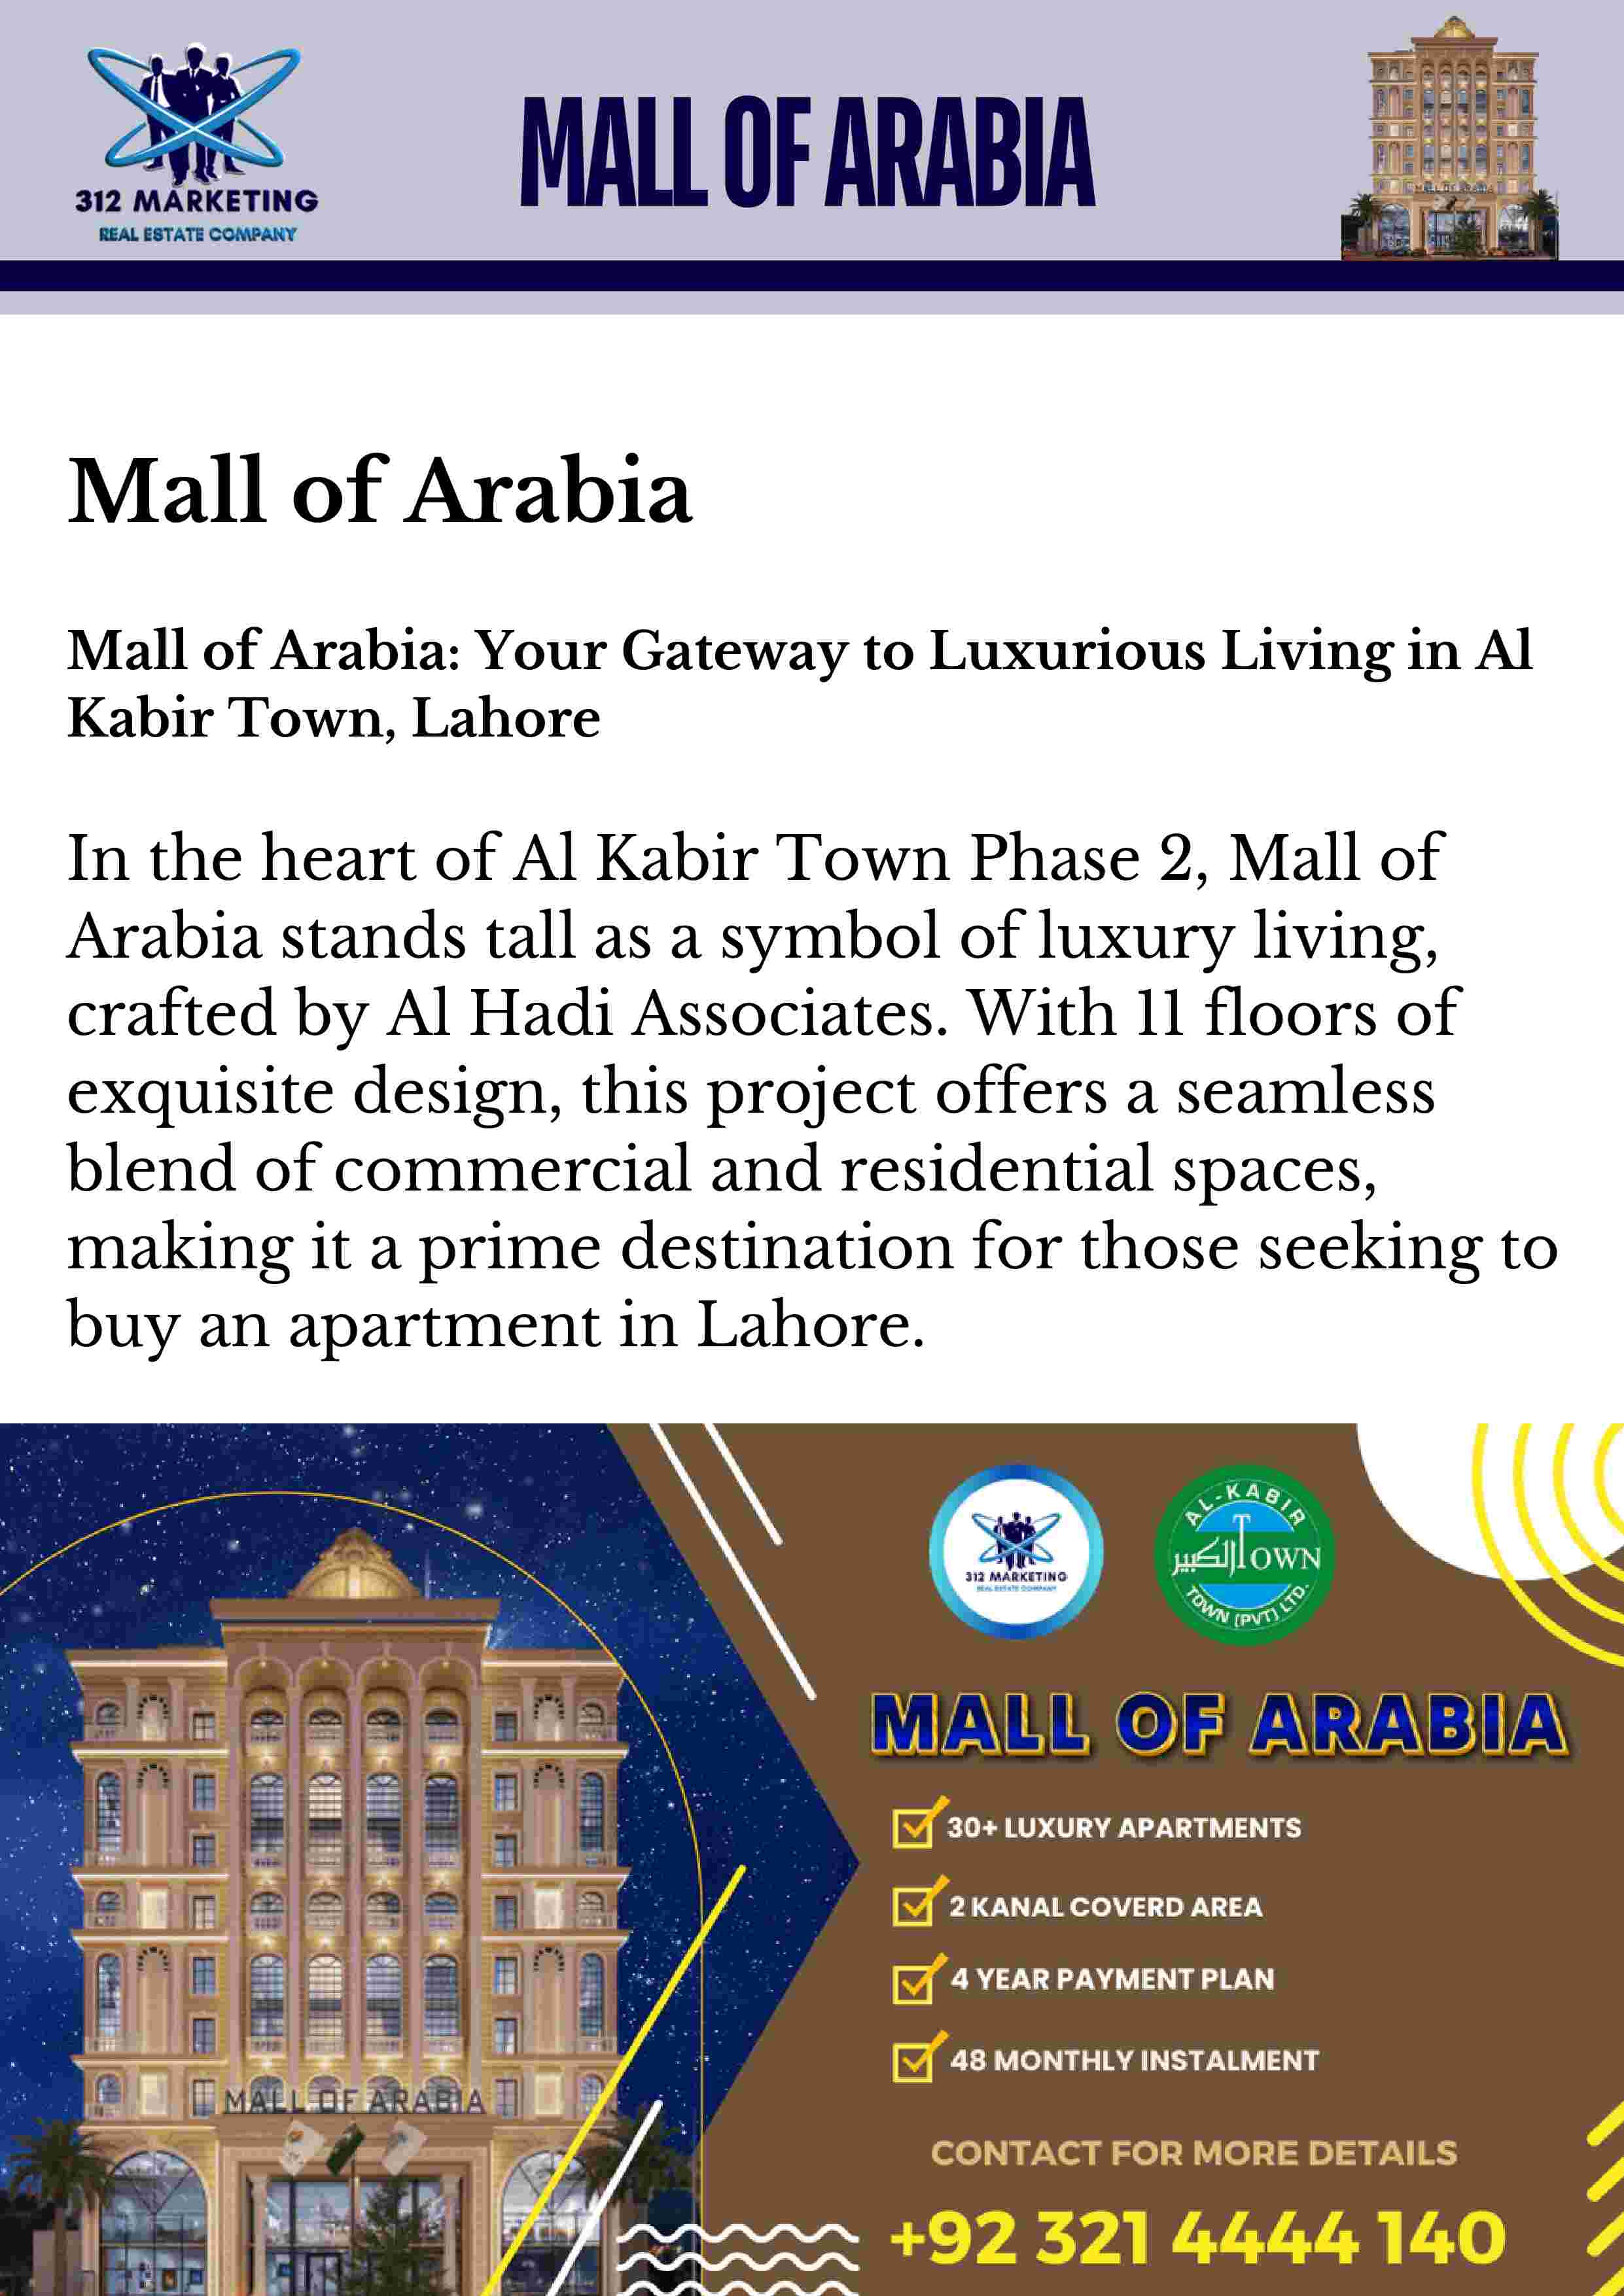 312 MARKETING
REAL ESTATE COMPANY
MALL OF ARABIA
MALL OF ARABIA
Mall of Arabia
Mall of Arabia: Your Gateway to Luxurious Living in Al
Kabir Town, Lahore
In the heart of Al Kabir Town Phase 2, Mall of
Arabia stands tall as a symbol of luxury living,
crafted by Al Hadi Associates. With 11 floors of
exquisite design, this project offers a seamless
blend of commercial and residential spaces,
making it a prime destination for those seeking to
buy an apartment in Lahore.
312 MARKETING
REAL ESTATE COMPANY
AL-KABIR
الكبير TOWN
TOWN (PVT) LTD.
MALL OF ARABIA
30+ LUXURY APARTMENTS
2 KANAL COVERD AREA
4 YEAR PAYMENT PLAN
48 MONTHLY INSTALMENT
MALL OF ARABIA
CONTACT FOR MORE DETAILS
+92 321 4444 140